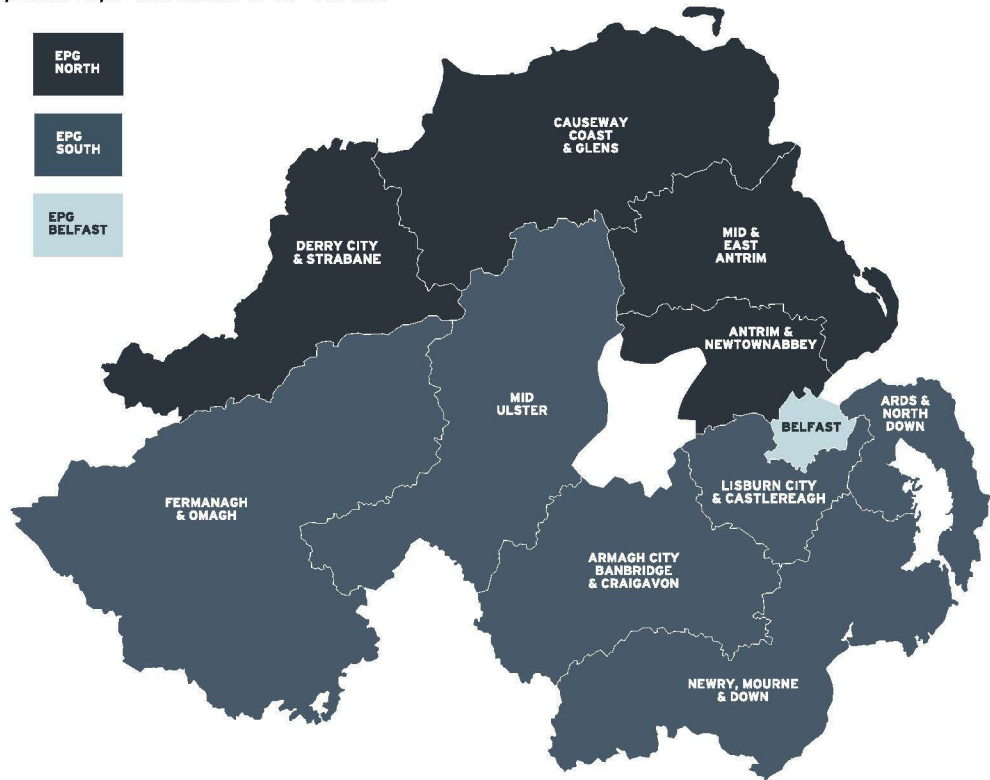 EPG
NORTH
EPG
SOUTH
EPG
BELFAST
CAUSEWAY
COAST
& GLENS
DERRY CITY
& STRABANE
MID &
EAST
ANTRIM
ANTRIM &
NEWTOWNABBEY
MID
ULSTER
BELFAST
ARDS &
NORTH
DOWN
FERMANAGH
& OMAGH
LISBURN CITY
& CASTLEREAGH
ARMAGH CITY
BANBRIDGE
& CRAIGAVON
NEWRY, MOURNE
& DOWN